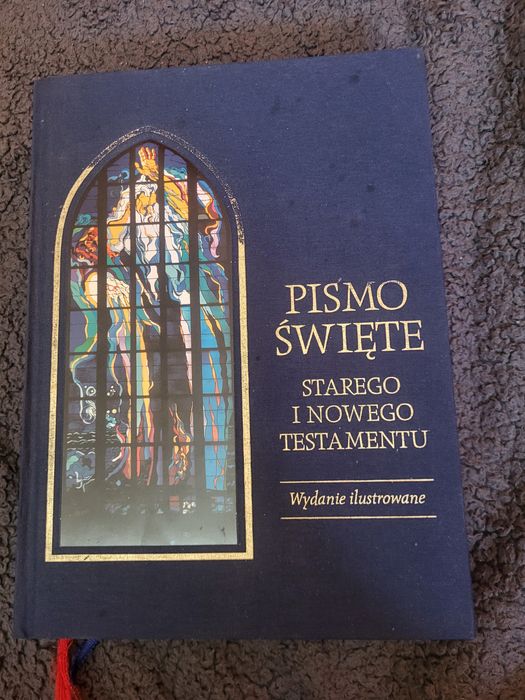 PISMO
ŚWIĘTE
STAREGO
I NOWEGO
TESTAMENTU
Wydanie ilustrowane